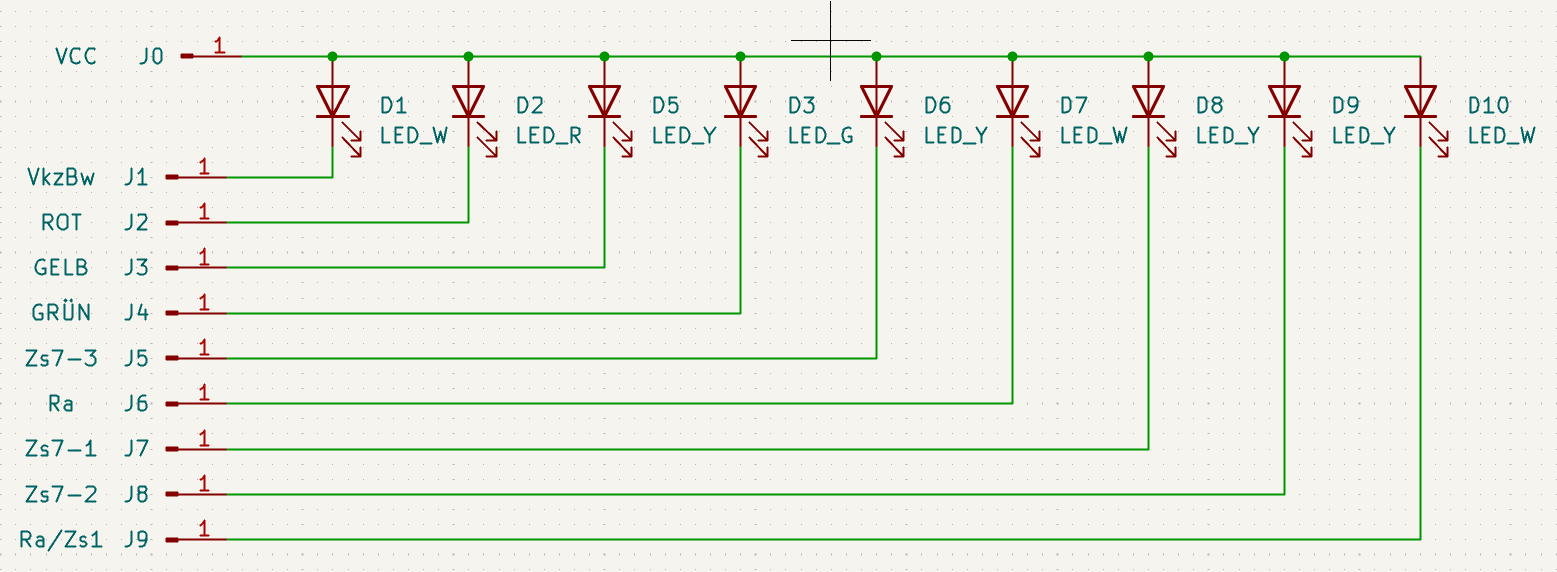 VCC J0 1
D1 D2 D5 D3 D6 D7 D8 D9 D10
LED_W LED_R LED_Y LED_G LED_Y LED_W LED_Y LED_Y LED_W
VkzBw J1 1
ROT J2 1
GELB J3 1
GRÜN J4 1
Zs7-3 J5 1
Ra J6 1
Zs7-1 J7 1
Zs7-2 J8 1
Ra/Zs1 J9 1